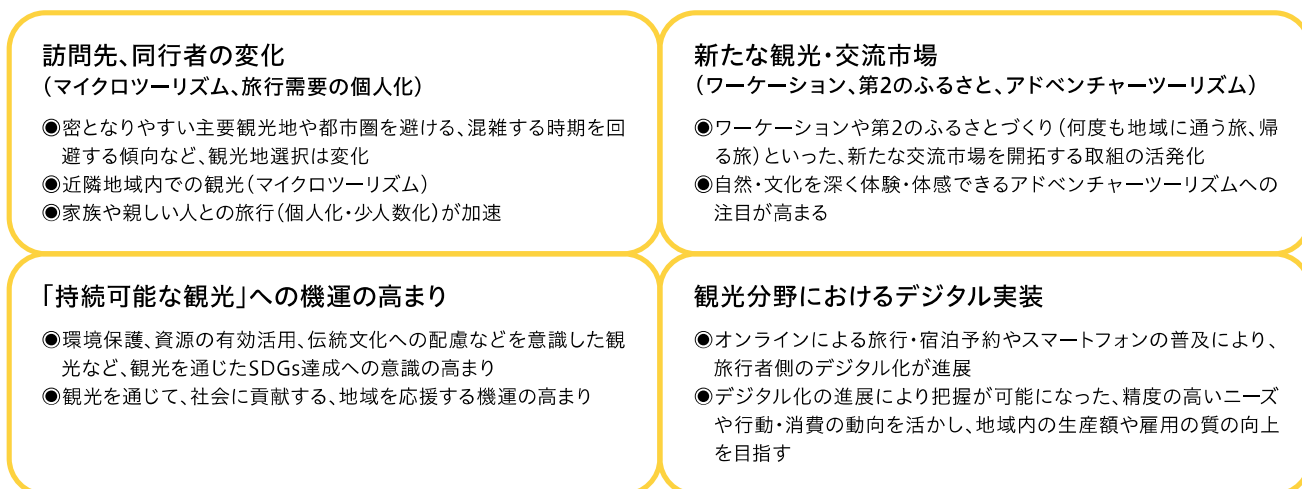 訪問先、同行者の変化
（マイクロツーリズム、旅行需要の個人化）
◉密となりやすい主要観光地や都市圏を避ける、混雑する時期を回
避する傾向など、観光地選択は変化
◉近隣地域内での観光（マイクロツーリズム）
◉家族や親しい人との旅行（個人化・少人数化）が加速
新たな観光・交流市場
（ワーケーション、第2のふるさと、アドベンチャーツーリズム）
◉ワーケーションや第2のふるさとづくり（何度も地域に通う旅、帰
る旅）といった、新たな交流市場を開拓する取組の活発化
◉自然・文化を深く体験・体感できるアドベンチャーツーリズムへの
注目が高まる
「持続可能な観光」への機運の高まり
◉環境保護、資源の有効活用、伝統文化への配慮などを意識した観
光など、観光を通じたSDGs達成への意識の高まり
◉観光を通じて、社会に貢献する、地域を応援する機運の高まり
観光分野におけるデジタル実装
◉オンラインによる旅行・宿泊予約やスマートフォンの普及により、
旅行者側のデジタル化が進展
◉デジタル化の進展により把握が可能になった、精度の高いニーズ
や行動・消費の動向を活かし、地域内の生産額や雇用の質の向上
を目指す